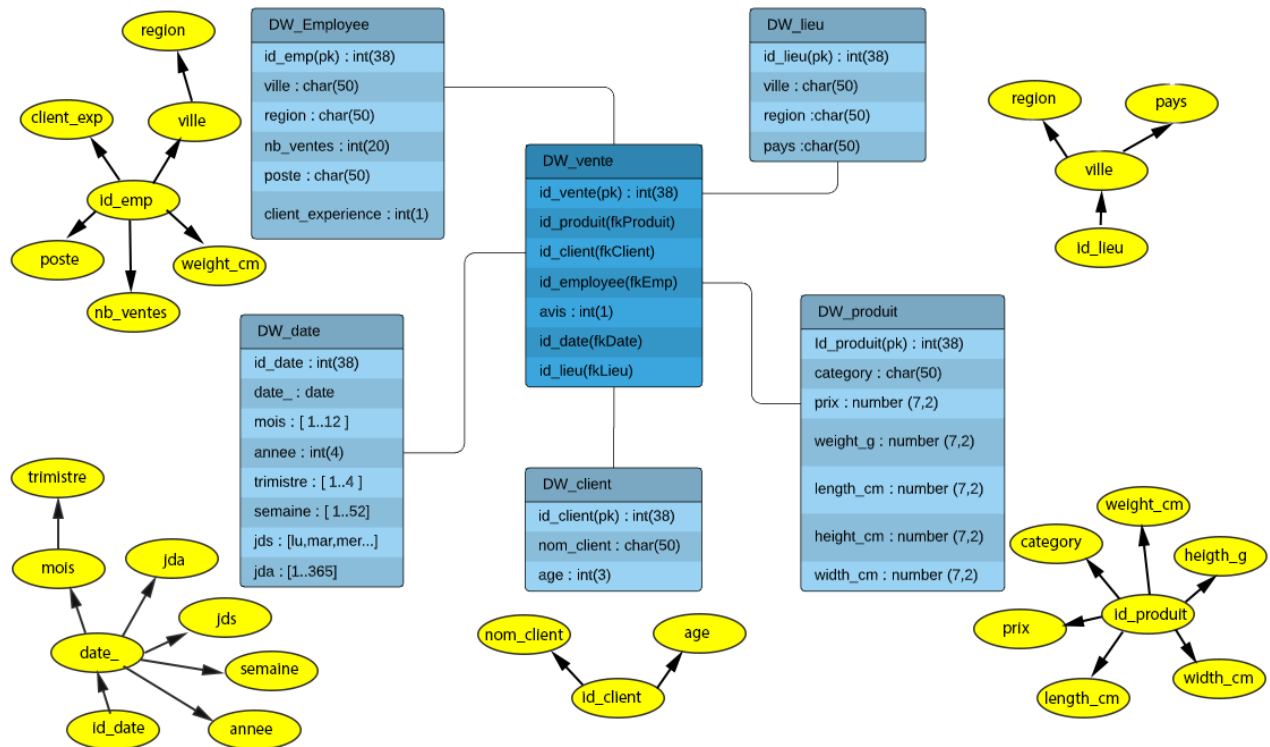 DW_Employee
id_emp(pk) : int(38)
ville : char(50)
region : char(50)
nb_ventes : int(20)
poste : char(50)
client_experience : int(1)
DW_lieu
id_lieu(pk) : int(38)
ville : char(50)
region :char(50)
pays :char(50)
region
client_exp
ville
id_emp
poste
weight_cm
nb_ventes
DW_vente
id_vente(pk) : int(38)
id_produit(fkProduit)
id_client(fkClient)
id_employee(fkEmp)
avis : int(1)
id_date(fkDate)
id_lieu(fkLieu)
region
pays
ville
id_lieu
DW_date
id_date : int(38)
date_ : date
mois : [ 1..12 ]
annee : int(4)
trimistre : [ 1..4 ]
semaine : [ 1..52]
jds : [lu,mar,mer...]
jda : [1..365]
DW_produit
Id_produit(pk) : int(38)
category : char(50)
prix : number (7,2)
weight_g : number (7,2)
length_cm : number (7,2)
height_cm : number (7,2)
width_cm : number (7,2)
DW_client
id_client(pk) : int(38)
nom_client : char(50)
age : int(3)
trimistre
mois
jda
jds
date_
semaine
id_date
annee
nom_client
age
id_client
weight_cm
category
heigth_g
id_produit
prix
width_cm
length_cm